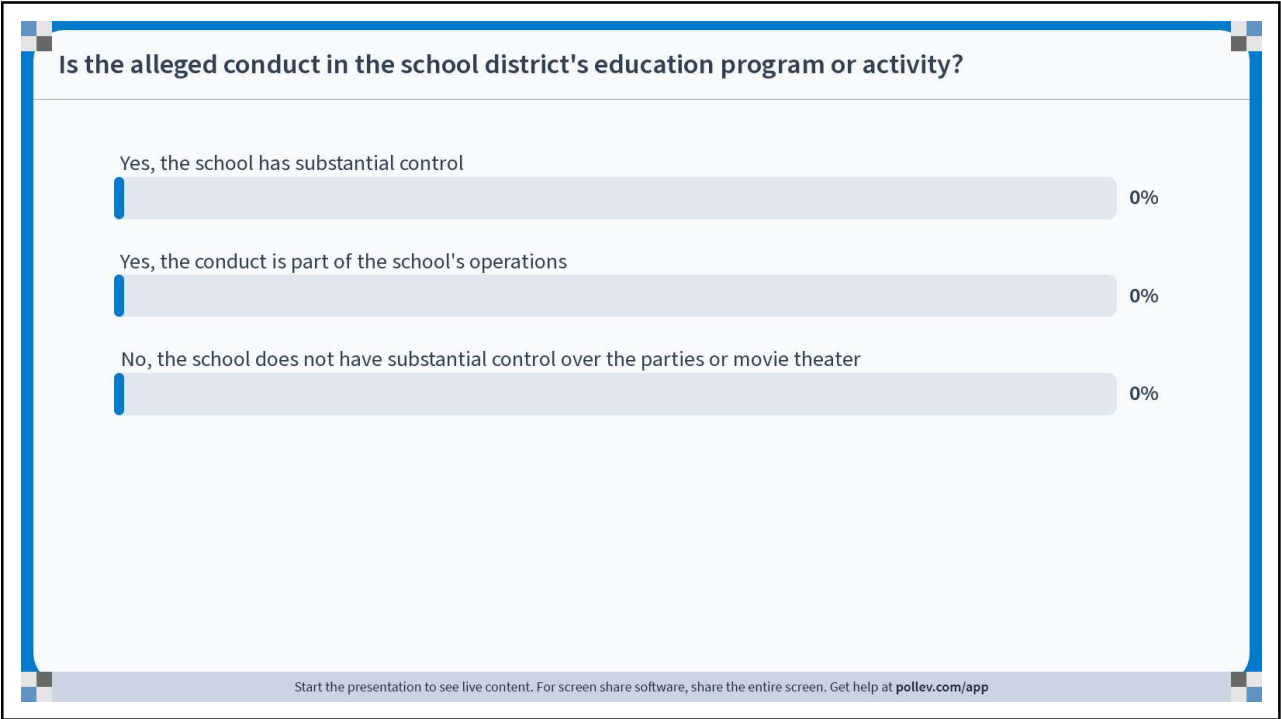 Is the alleged conduct in the school district's education program or activity?
Yes, the school has substantial control
0%
Yes, the conduct is part of the school's operations
0%
No, the school does not have substantial control over the parties or movie theater
0%
Start the presentation to see live content. For screen share software, share the entire screen. Get help at pollev.com/app